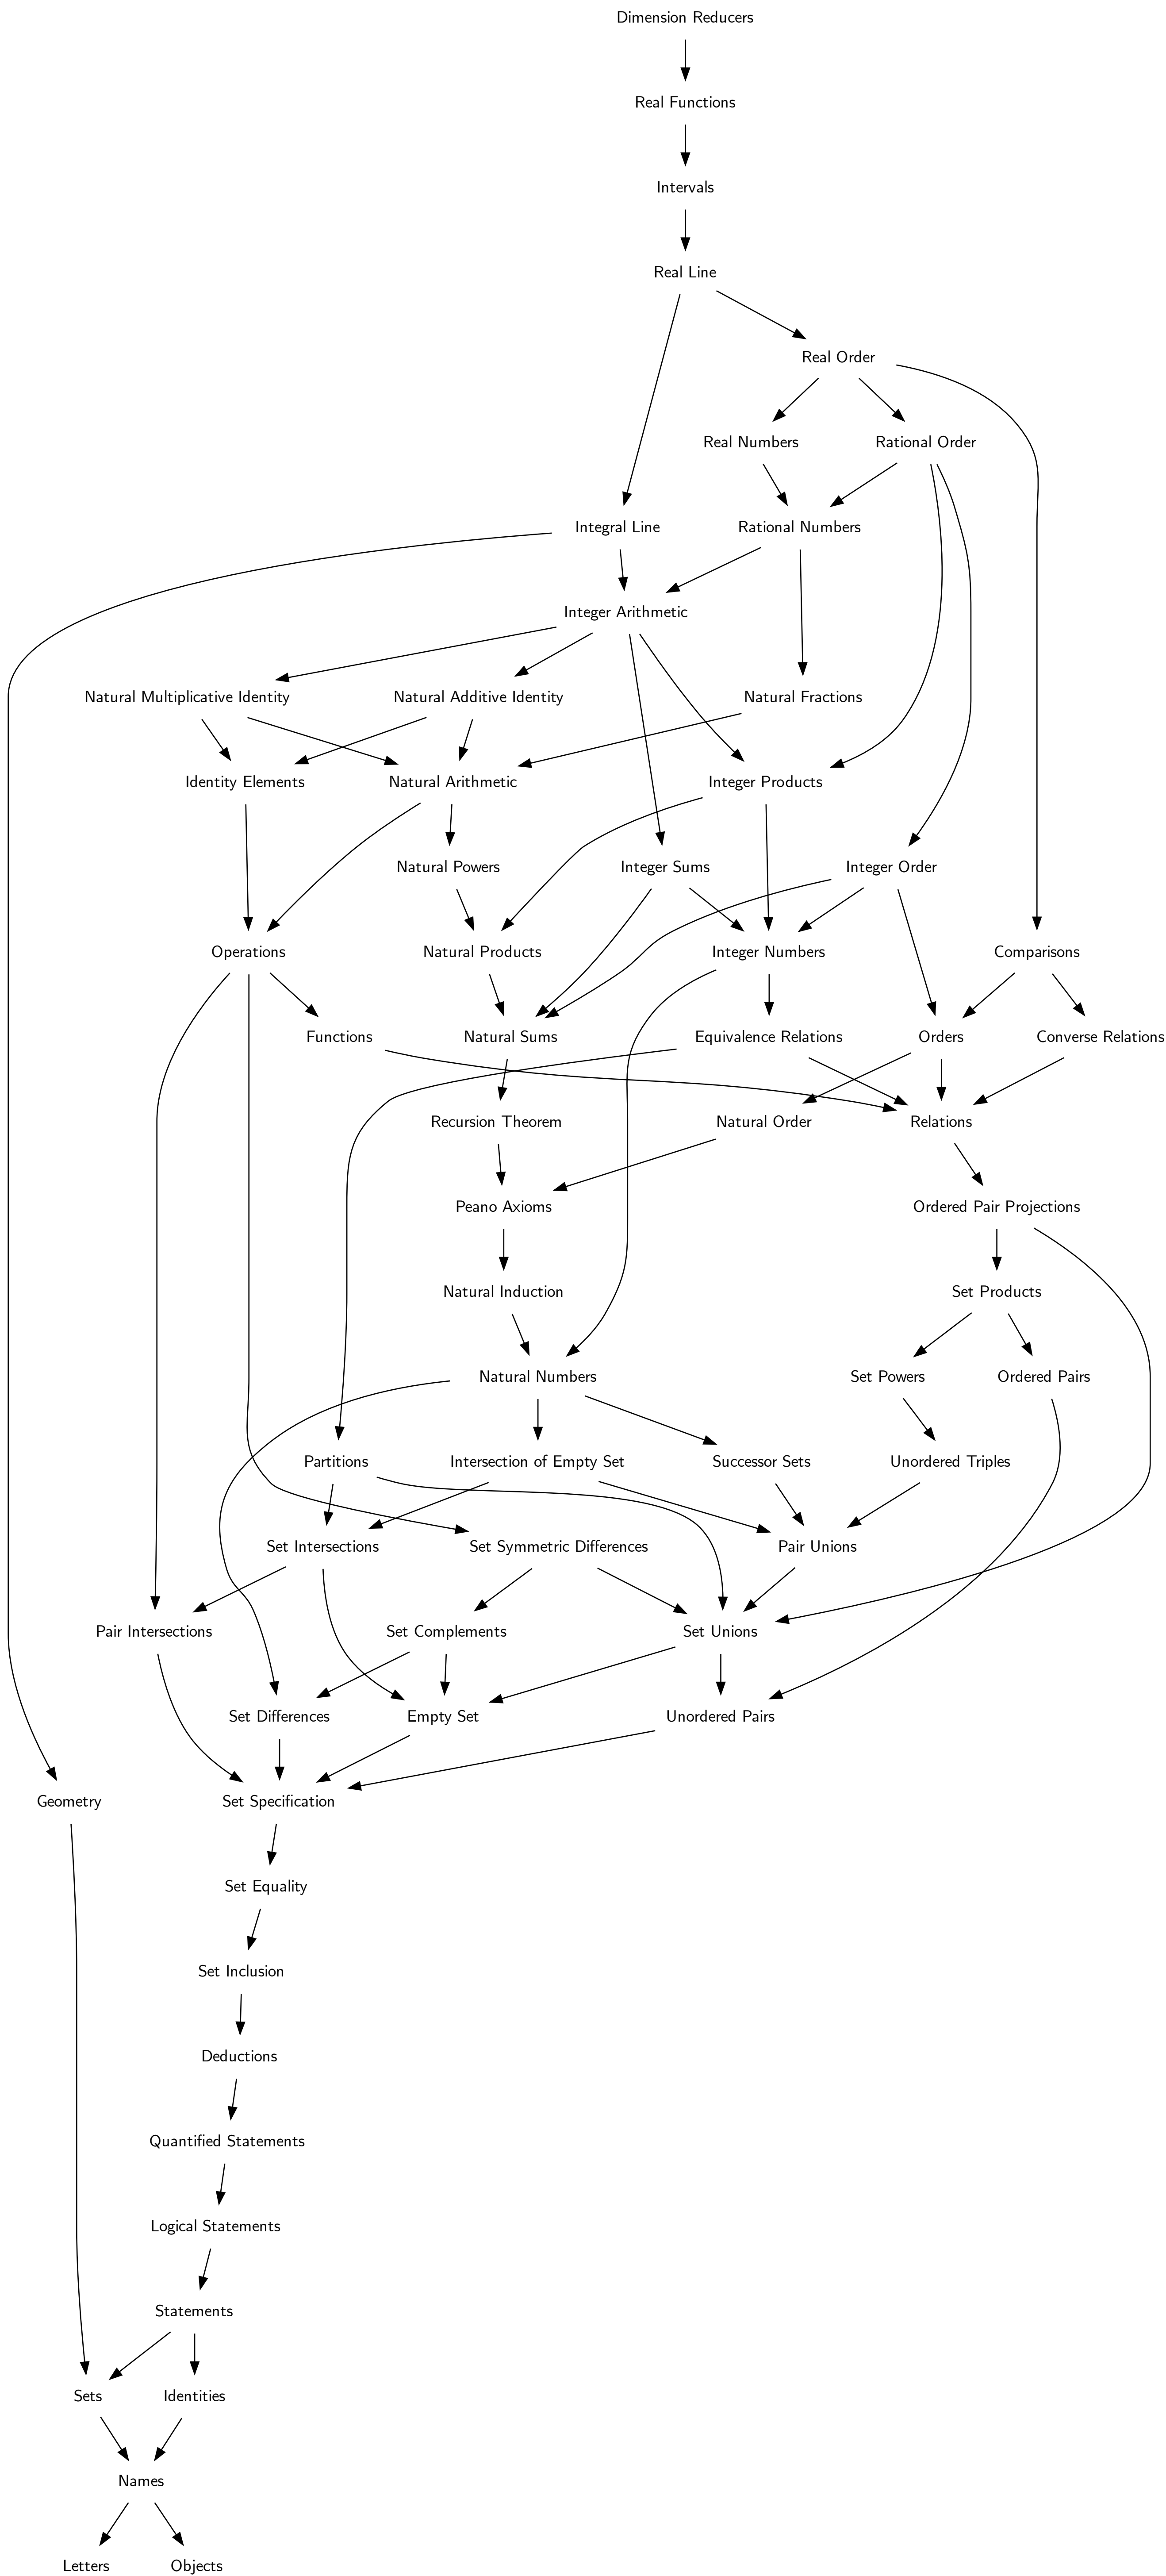 Dimension Reducers
Real Functions
Intervals
Real Line
Real Order
Real Numbers
Rational Order
Integral Line
Rational Numbers
Integer Arithmetic
Natural Multiplicative Identity
Natural Additive Identity
Natural Fractions
Identity Elements
Natural Arithmetic
Integer Products
Natural Powers
Integer Sums
Integer Order
Operations
Natural Products
Integer Numbers
Comparisons
Functions
Natural Sums
Equivalence Relations
Orders
Converse Relations
Recursion Theorem
Natural Order
Relations
Peano Axioms
Ordered Pair Projections
Natural Induction
Set Products
Natural Numbers
Set Powers
Ordered Pairs
Partitions
Intersection of Empty Set
Successor Sets
Unordered Triples
Set Intersections
Set Symmetric Differences
Pair Unions
Pair Intersections
Set Complements
Set Unions
Set Differences
Empty Set
Unordered Pairs
Geometry
Set Specification
Set Equality
Set Inclusion
Deductions
Quantified Statements
Logical Statements
Statements
Sets
Identities
Names
Letters
Objects